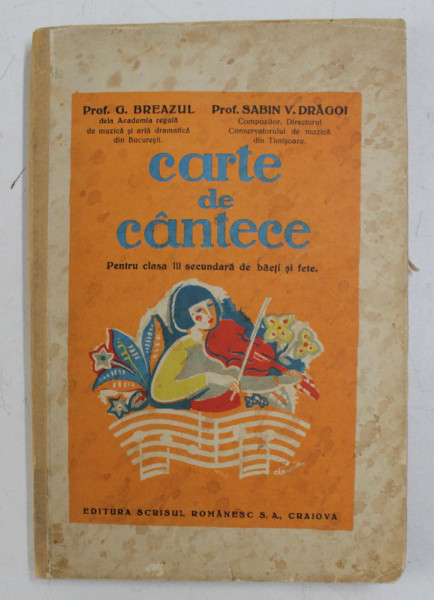 Prof. G. BREAZUL
dela Academia regală
de muzică și artă dramatică
din București.
Prof. SABIN V. DRĂGOI
Compozitor, Directorul
Conservatorului de muzică
din Timișoara.
carte
de
cântece
Pentru clasa III secundară de băeți și fete.
EDITURA SCRISUL ROMÂNESC S. A., CRAIOVA